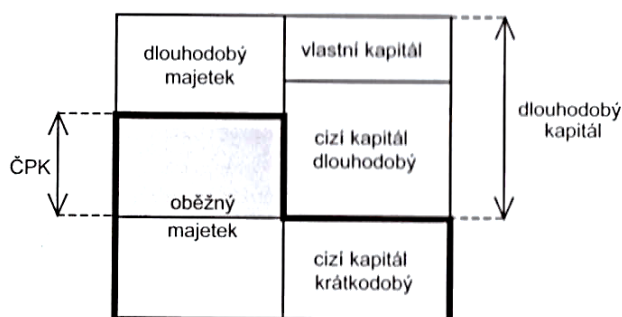 dlouhodobý
majetek
vlastní kapitál
dlouhodobý
kapitál
cizí kapitál
dlouhodobý
ČPK
oběžný
majetek
cizí kapitál
krátkodobý